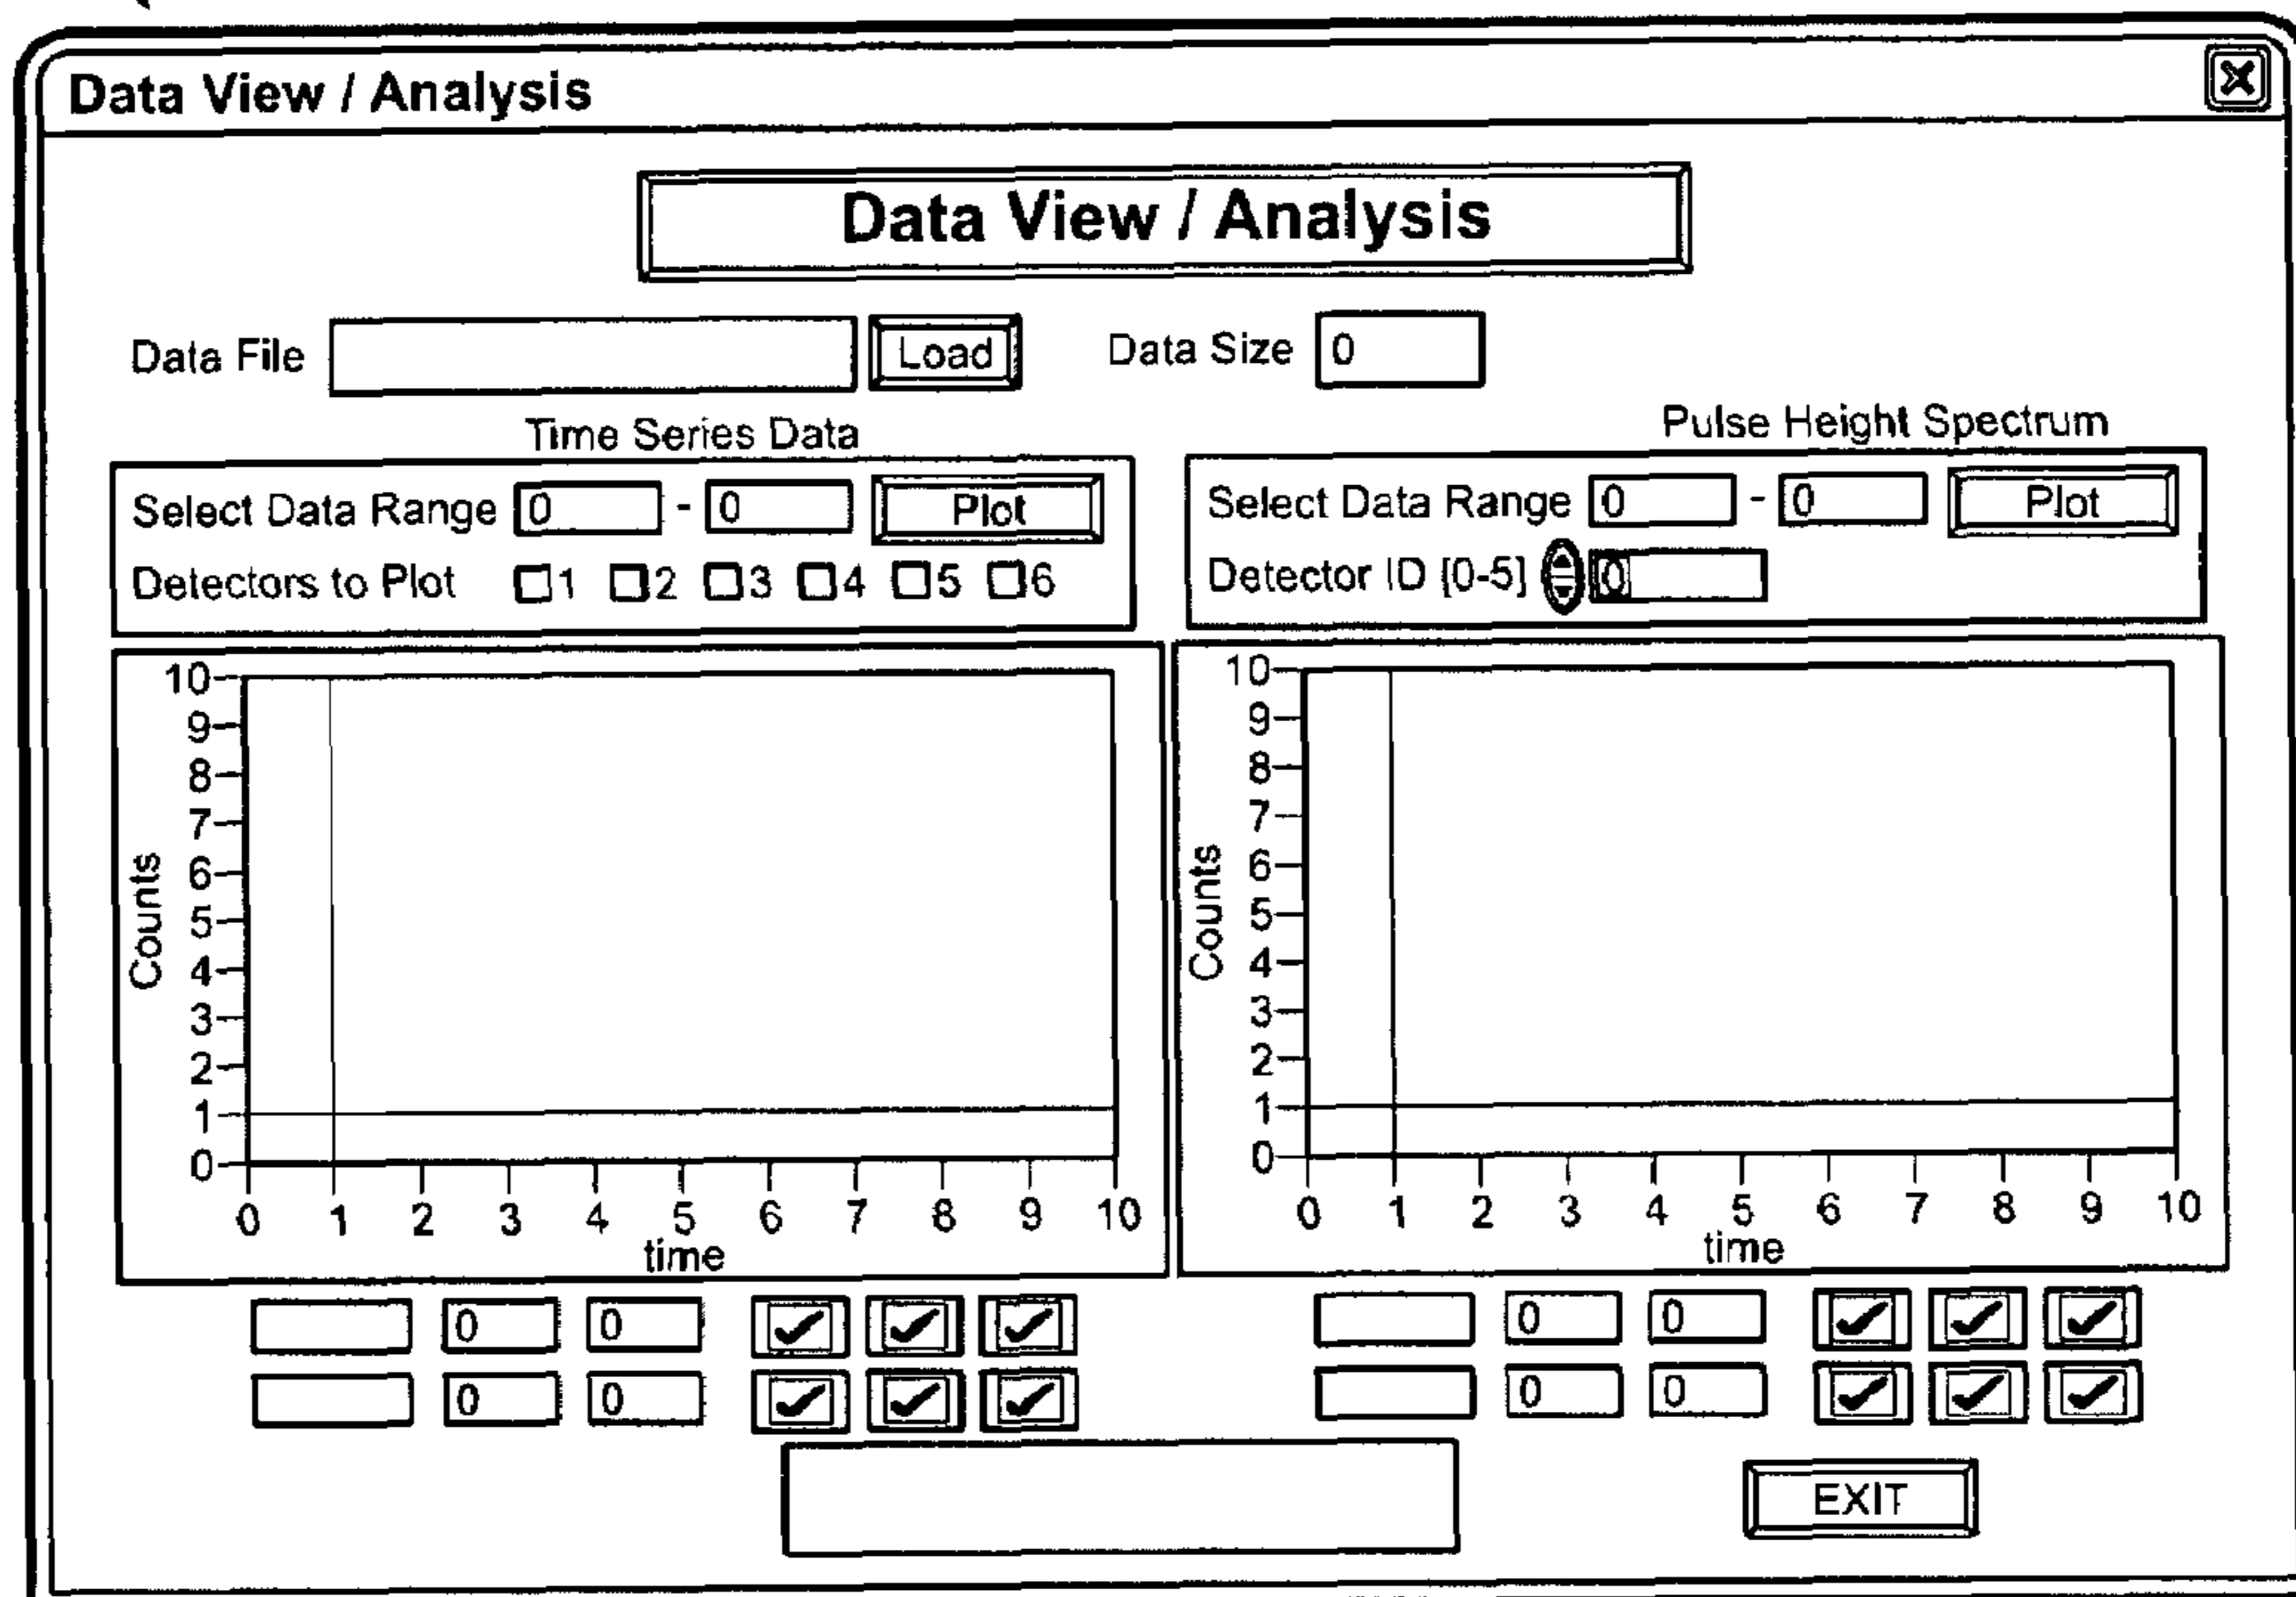 Data View / Analysis
Data View / Analysis
Data File Load Data Size 0
Time Series Data
Select Data Range 0 - 0 Plot
Detectors to Plot 1 2 3 4 5 6
Pulse Height Spectrum
Select Data Range 0 - 0 Plot
Detector ID [0-5] 0
10
9
8
7
6
5
4
3
2
1
0
Counts
0 1 2 3 4 5 6 7 8 9 10
time
10
9
8
7
6
5
4
3
2
1
0
Counts
0 1 2 3 4 5 6 7 8 9 10
time
0 0
0 0
0 0
0 0
EXIT